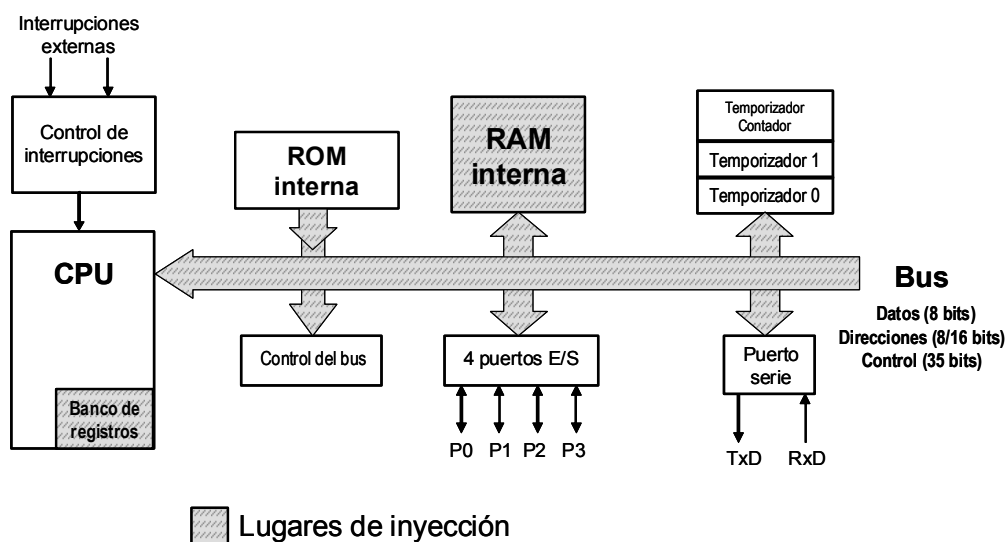 Interrupciones
externas
Control de
interrupciones
CPU
Banco de
registros
ROM
interna
RAM
interna
Temporizador
Contador
Temporizador 1
Temporizador 0
Bus
Datos (8 bits)
Direcciones (8/16 bits)
Control (35 bits)
Control del bus
4 puertos E/S
P0 P1 P2 P3
Puerto
serie
TxD RxD
Lugares de inyección